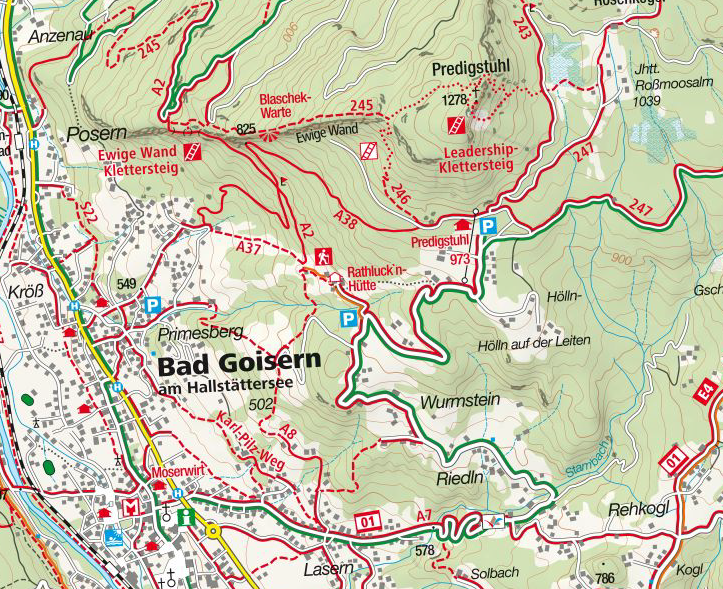 Anzenau
245
243
A2
900
Predigtstuhl
1278
Jhtt.
Roßmoosalm
1039
Blaschek-
Warte
245
Posern
825
Ewige Wand
Ewige Wand
Klettersteig
Leadership-
Klettersteig
247
246
A38
247
S22
A2
A37
Predigstuhl
973
P
H
900
Rathluck'n-
Hütte
549
Kröß
P
P
H
Hölln-
Gsch
Primesberg
Hölln auf der Leiten
Bad Goisern
am Hallstättersee
502
H
Wurmstein
E4
A8
Karl-Pilz-Weg
01
Stambach
Moserwirt
Riedln
H
M
i
01
A7
Rehkogl
578
Lasern
Solbach
786
Kogl